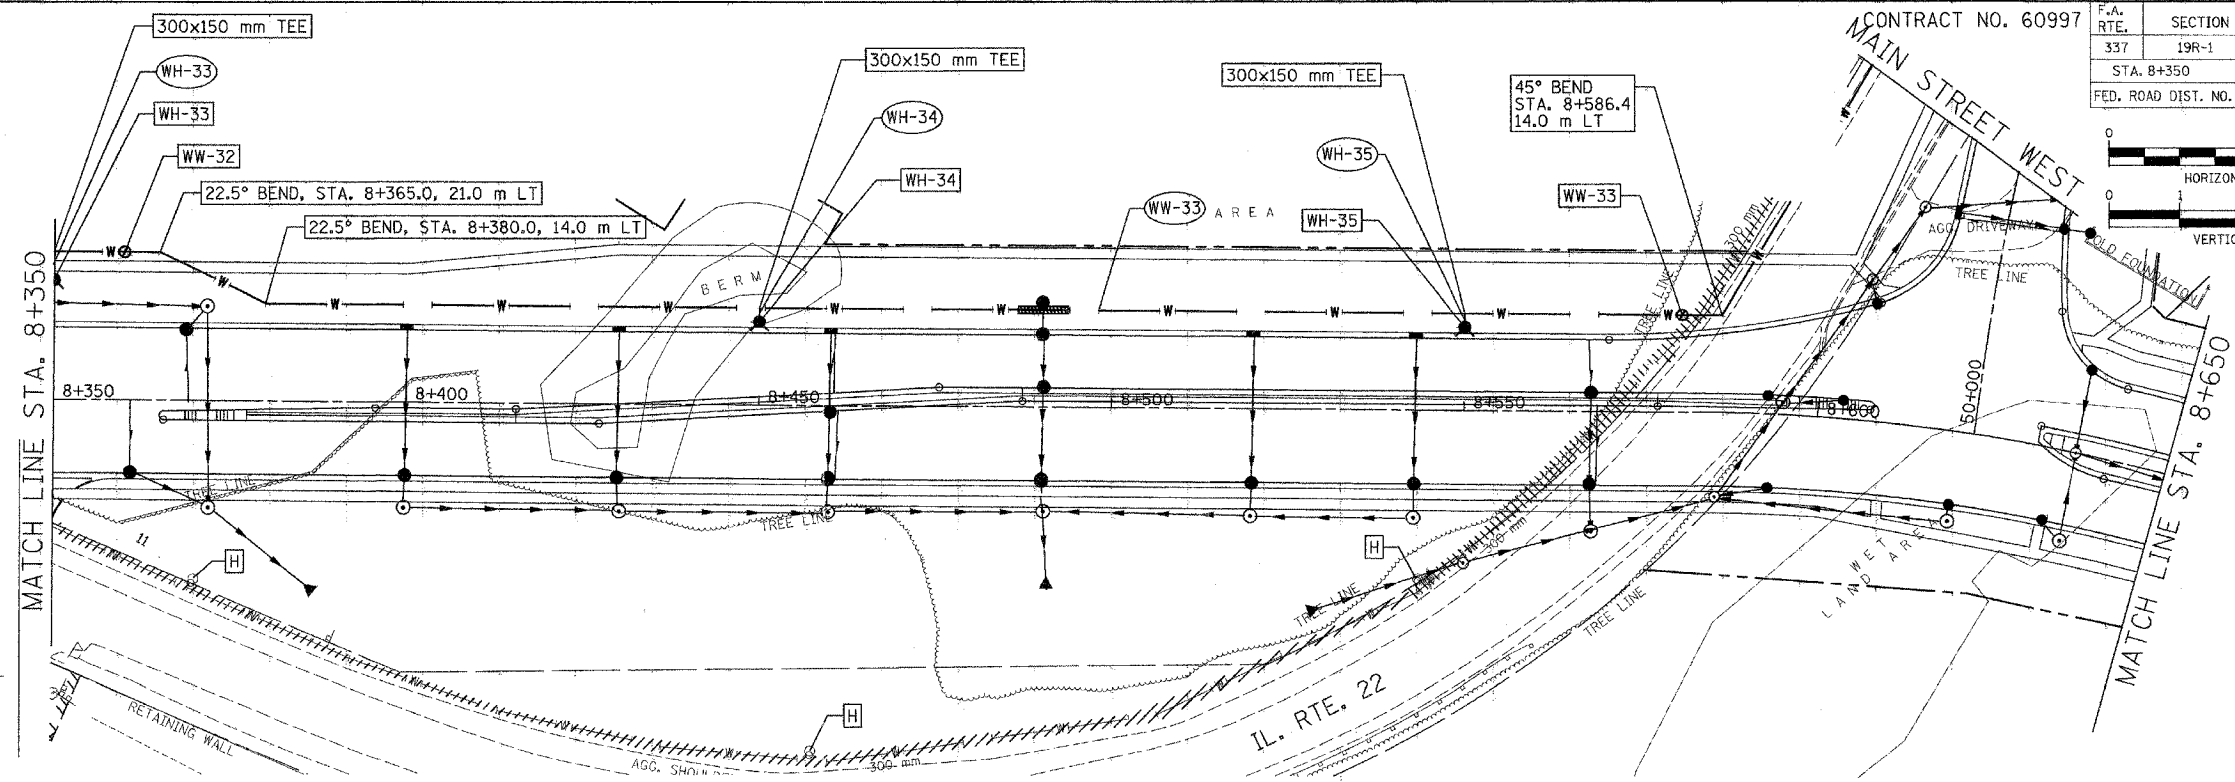 300x150 mm TEE
WH-33
WH-33
WW-32
22.5° BEND, STA. 8+365.0, 21.0 m LT
22.5° BEND, STA. 8+380.0, 14.0 m LT
300x150 mm TEE
WH-34
WH-34
300x150 mm TEE
WH-35
WH-35
WW-33
AREA
45° BEND
STA. 8+586.4
14.0 m LT
WW-33
CONTRACT NO. 60997
F.A.
RTE.
SECTION
337
19R-1
STA. 8+350
FED. ROAD DIST. NO.
0
HORIZON
0
1
VERTIC
MAIN STREET WEST
AGG. DRIVEWAY
OLD FOUNDATION
TREE LINE
TREE LINE
300 mm
BERM
W
W
W
W
W
W
W
W
W
W
W
W
MATCH LINE STA. 8+350
8+350
8+400
8+450
8+500
8+550
8+600
50+000
MATCH LINE STA. 8+650
TREE LINE
TREE LINE
TREE LINE
TREE LINE
300 mm
WET
LAND AREA
11
H
H
H
IL. RTE. 22
RETAINING WALL
300 mm